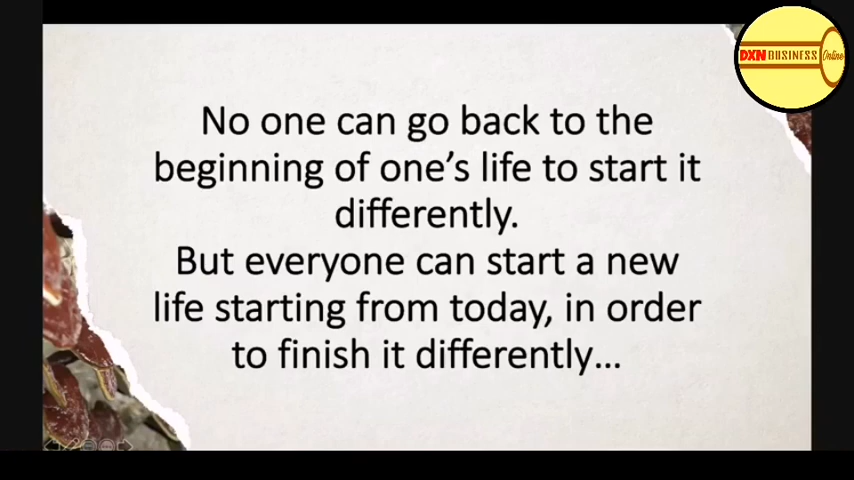 DXN BUSINESS Online
No one can go back to the
beginning of one’s life to start it
differently.
But everyone can start a new
life starting from today, in order
to finish it differently...